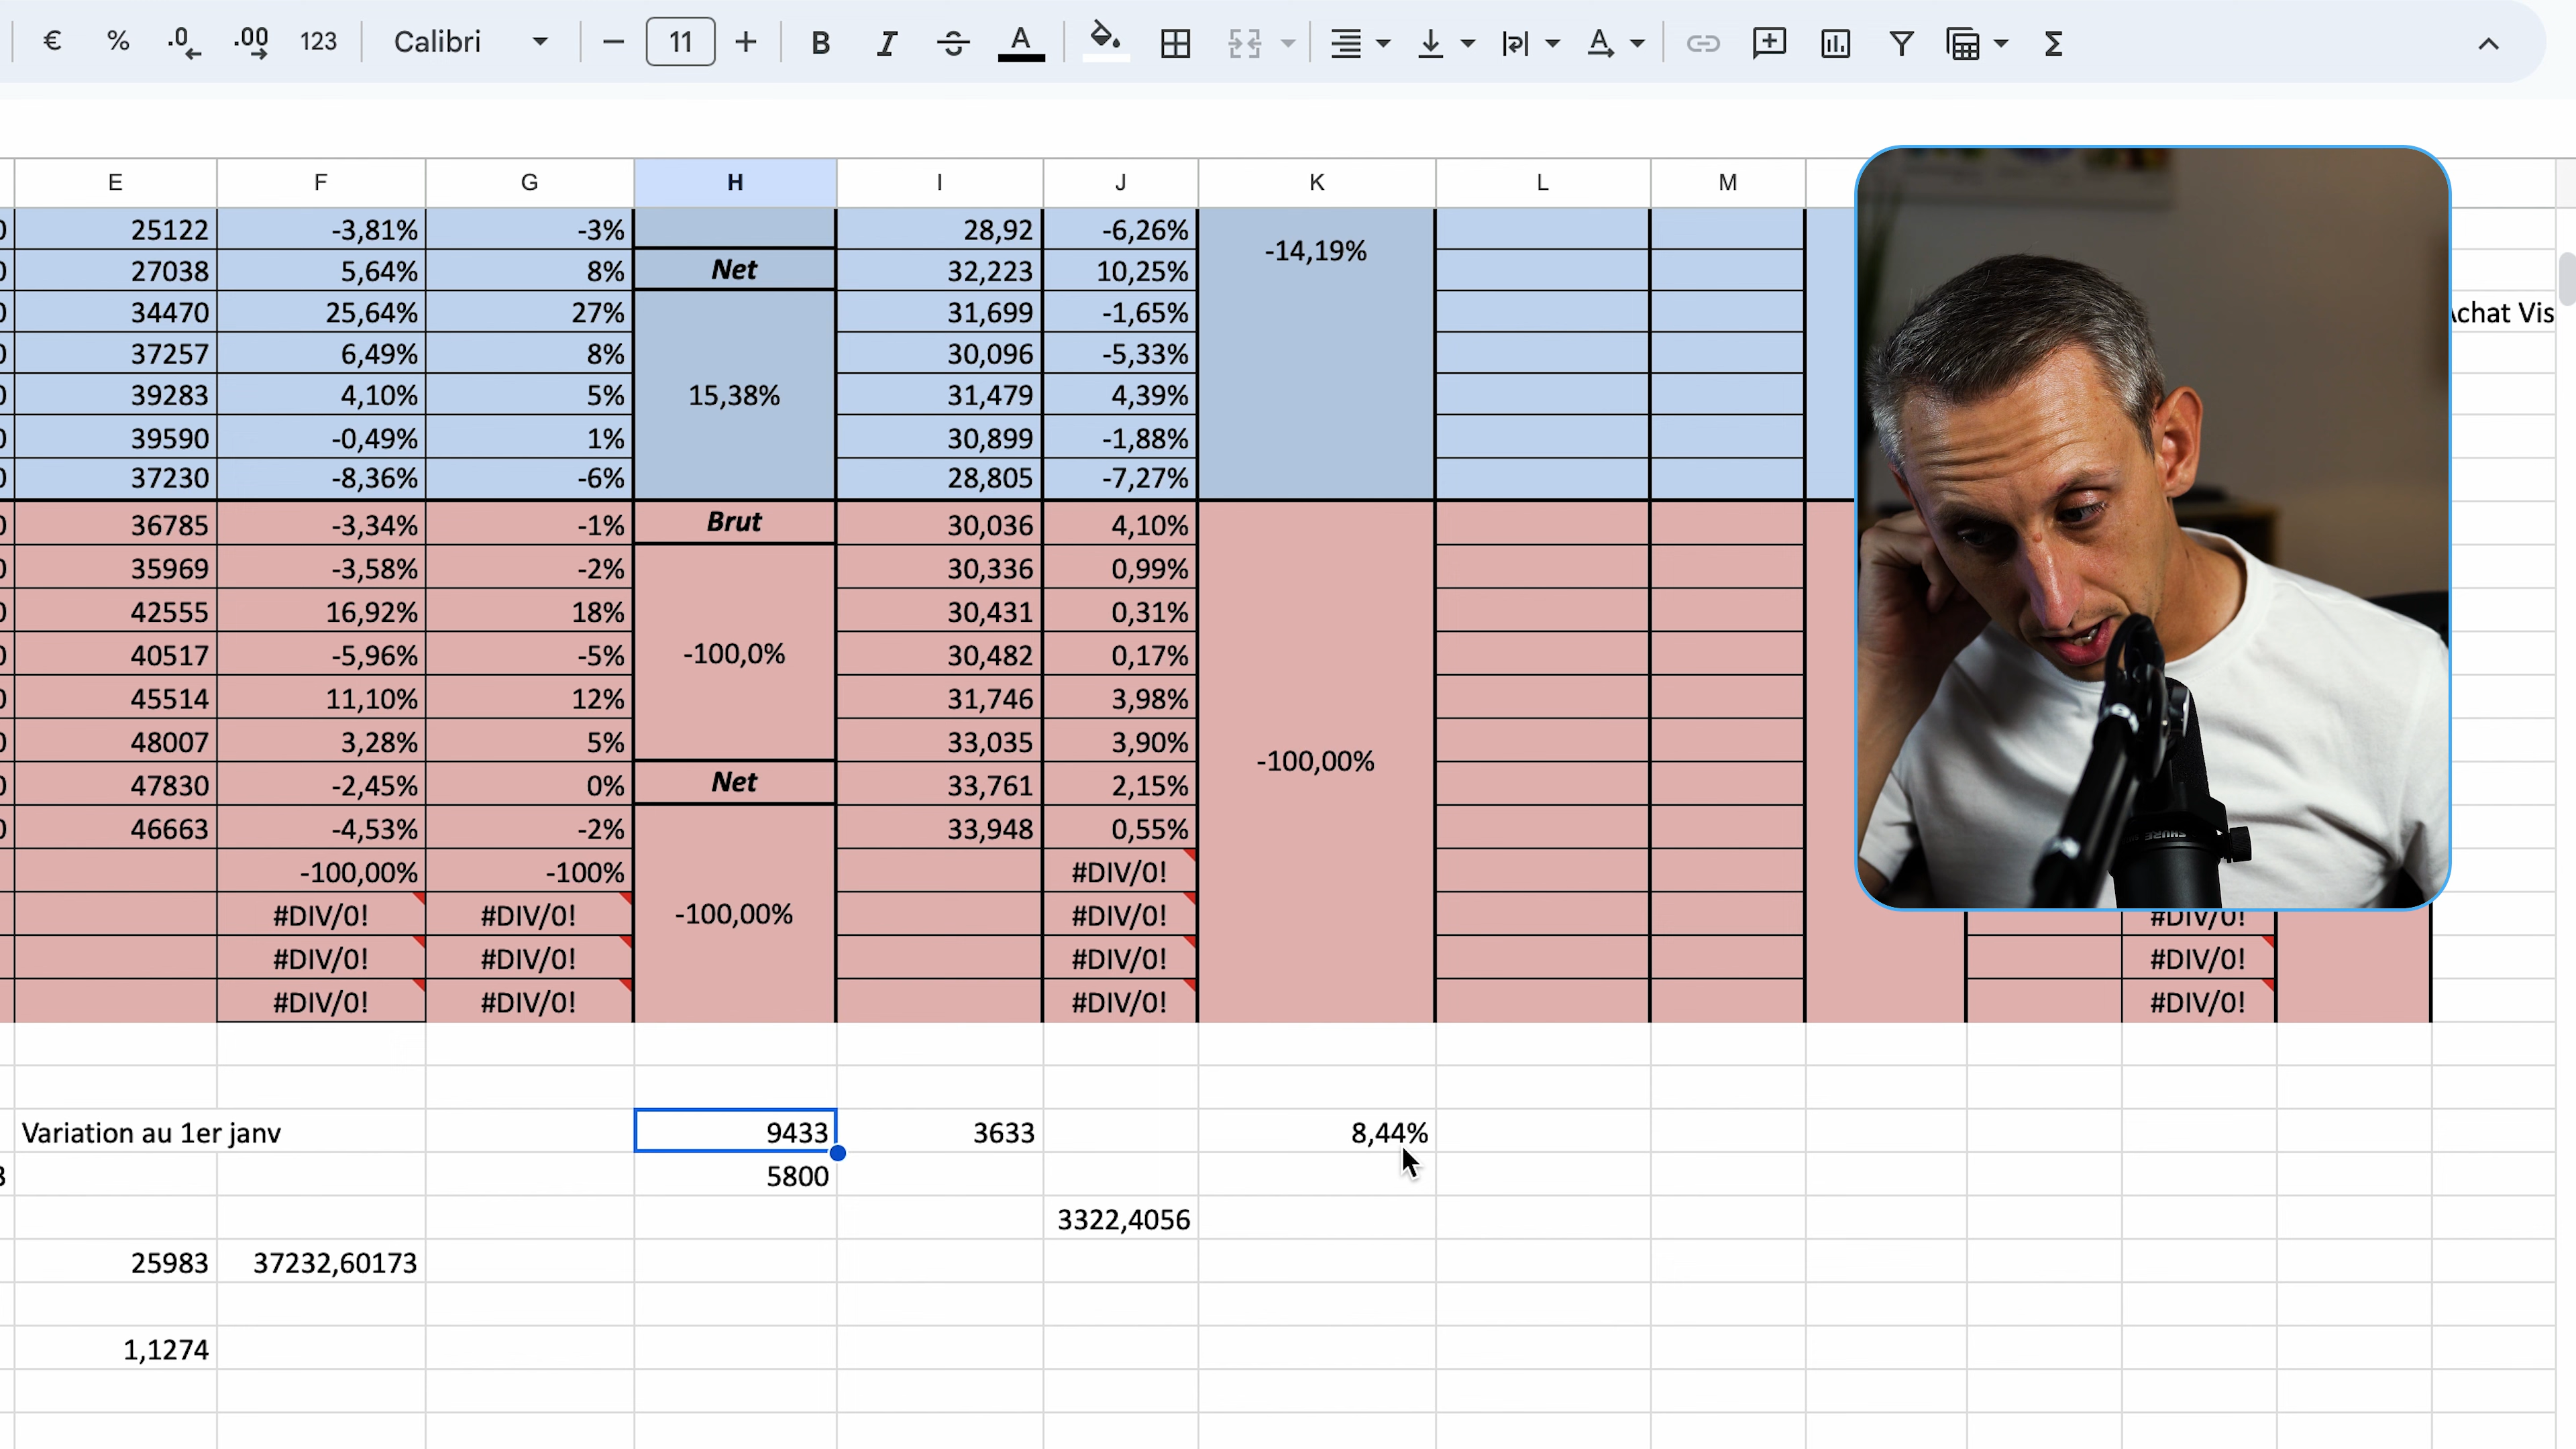 € % .0 .00 123 Calibri 11 B I S A Σ
E F G H I J K L M
25122 -3,81% -3% 28,92 -6,26% -14,19%
27038 5,64% 8% Net 32,223 10,25%
34470 25,64% 27% 31,699 -1,65% Achat Vis
37257 6,49% 8% 30,096 -5,33%
39283 4,10% 5% 15,38% 31,479 4,39%
39590 -0,49% 1% 30,899 -1,88%
37230 -8,36% -6% 28,805 -7,27%
36785 -3,34% -1% Brut 30,036 4,10%
35969 -3,58% -2% 30,336 0,99%
42555 16,92% 18% 30,431 0,31%
40517 -5,96% -5% -100,0% 30,482 0,17%
45514 11,10% 12% 31,746 3,98%
48007 3,28% 5% 33,035 3,90% -100,00%
47830 -2,45% 0% Net 33,761 2,15%
46663 -4,53% -2% 33,948 0,55%
-100,00% -100% #DIV/0!
#DIV/0! #DIV/0! -100,00% #DIV/0! #DIV/0!
#DIV/0! #DIV/0! #DIV/0! #DIV/0!
#DIV/0! #DIV/0! #DIV/0! #DIV/0!
Variation au 1er janv 9433 3633 8,44%
5800
3322,4056
25983 37232,60173
1,1274
SHURE